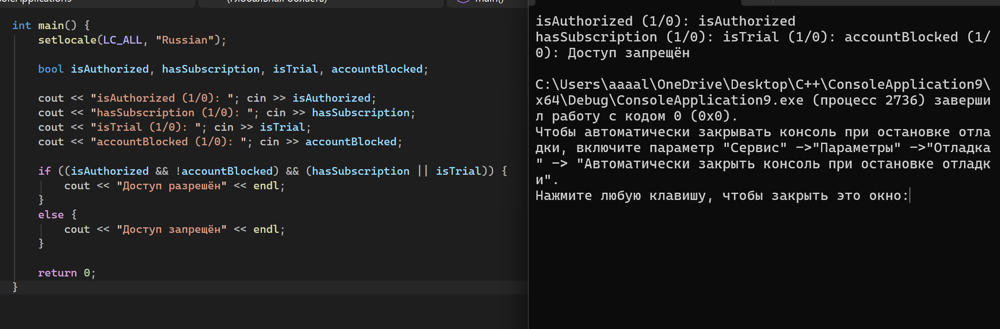 main()
int main() {
setlocale(LC_ALL, "Russian");
bool isAuthorized, hasSubscription, isTrial, accountBlocked;
cout << "isAuthorized (1/0): "; cin >> isAuthorized;
cout << "hasSubscription (1/0): "; cin >> hasSubscription;
cout << "isTrial (1/0): "; cin >> isTrial;
cout << "accountBlocked (1/0): "; cin >> accountBlocked;
if ((isAuthorized && !accountBlocked) && (hasSubscription || isTrial)) {
cout << "Доступ разрешён" << endl;
}
else {
cout << "Доступ запрещён" << endl;
}
return 0;
}
isAuthorized (1/0): isAuthorized
hasSubscription (1/0): isTrial (1/0): accountBlocked (1/
0): Доступ запрещён
C:\Users\aaaal\OneDrive\Desktop\C++\ConsoleApplication9\
x64\Debug\ConsoleApplication9.exe (процесс 2736) заверши
л работу с кодом 0 (0x0).
Чтобы автоматически закрывать консоль при остановке отла
дки, включите параметр "Сервис" ->"Параметры" ->"Отладка
" -> "Автоматически закрыть консоль при остановке отладк
и".
Нажмите любую клавишу, чтобы закрыть это окно: